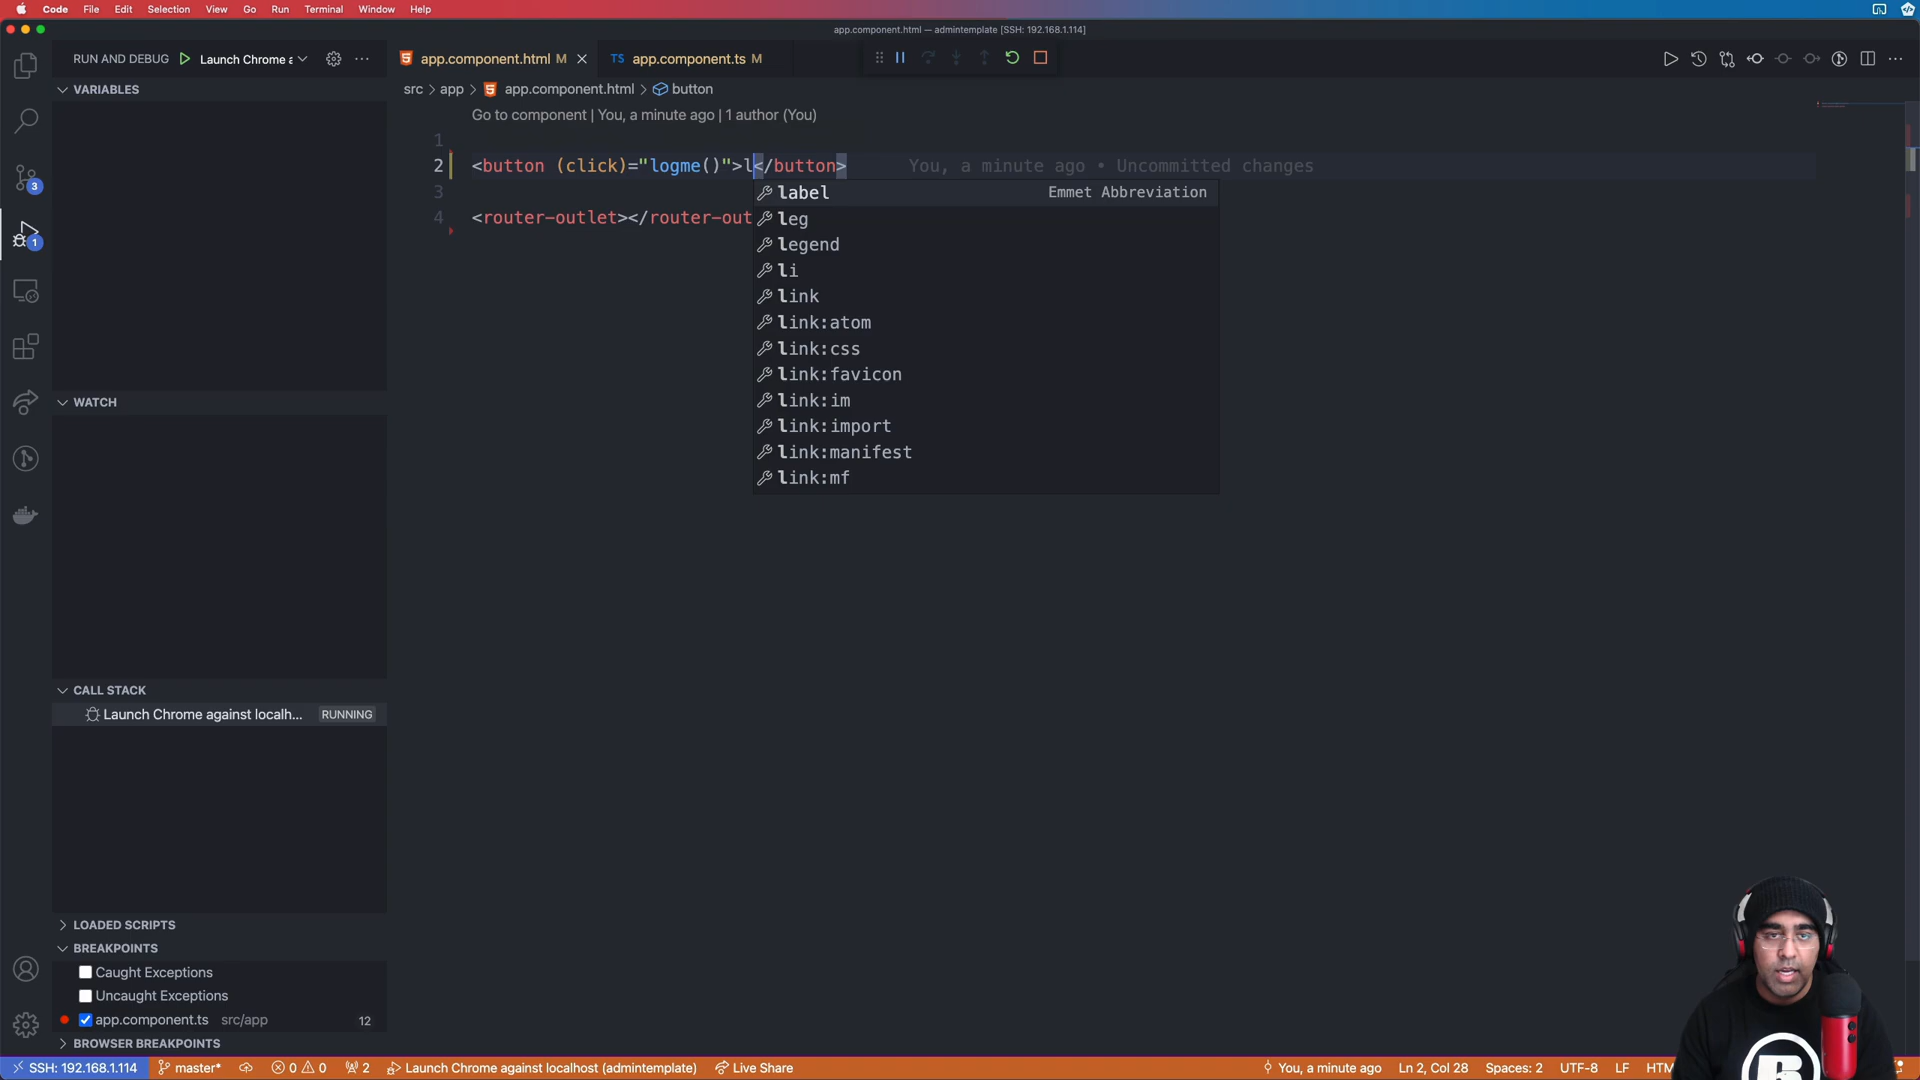 Code File Edit Selection View Go Run Terminal Window Help
app.component.html — admintemplate [SSH: 192.168.1.114]
RUN AND DEBUG Launch Chrome a
app.component.html M
TS app.component.ts M
VARIABLES
src > app > app.component.html > button
Go to component | You, a minute ago | 1 author (You)
1
2 <button (click)="logme()">l</button> You, a minute ago • Uncommitted changes
3
4 <router-outlet></router-out
label Emmet Abbreviation
leg
legend
li
link
link:atom
link:css
link:favicon
link:im
link:import
link:manifest
link:mf
3
1
WATCH
CALL STACK
Launch Chrome against localh... RUNNING
LOADED SCRIPTS
BREAKPOINTS
Caught Exceptions
Uncaught Exceptions
app.component.ts src/app 12
BROWSER BREAKPOINTS
SSH: 192.168.1.114 master* 0 0 2 Launch Chrome against localhost (admintemplate) Live Share You, a minute ago Ln 2, Col 28 Spaces: 2 UTF-8 LF HTM